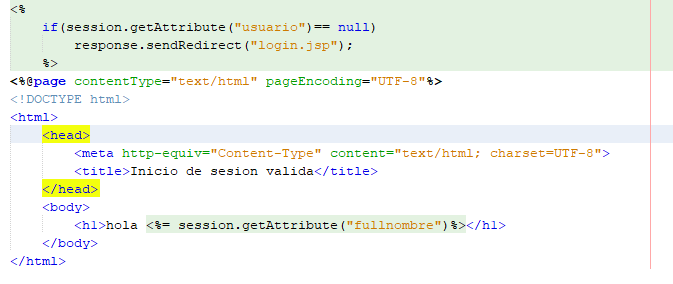 <%
if(session.getAttribute("usuario")== null)
response.sendRedirect("login.jsp");
%>
<%@page contentType="text/html" pageEncoding="UTF-8"%>
<!DOCTYPE html>
<html>
<head>
<meta http-equiv="Content-Type" content="text/html; charset=UTF-8">
<title>Inicio de sesion valida</title>
</head>
<body>
<h1>hola <%= session.getAttribute("fullnombre")%></h1>
</body>
</html>